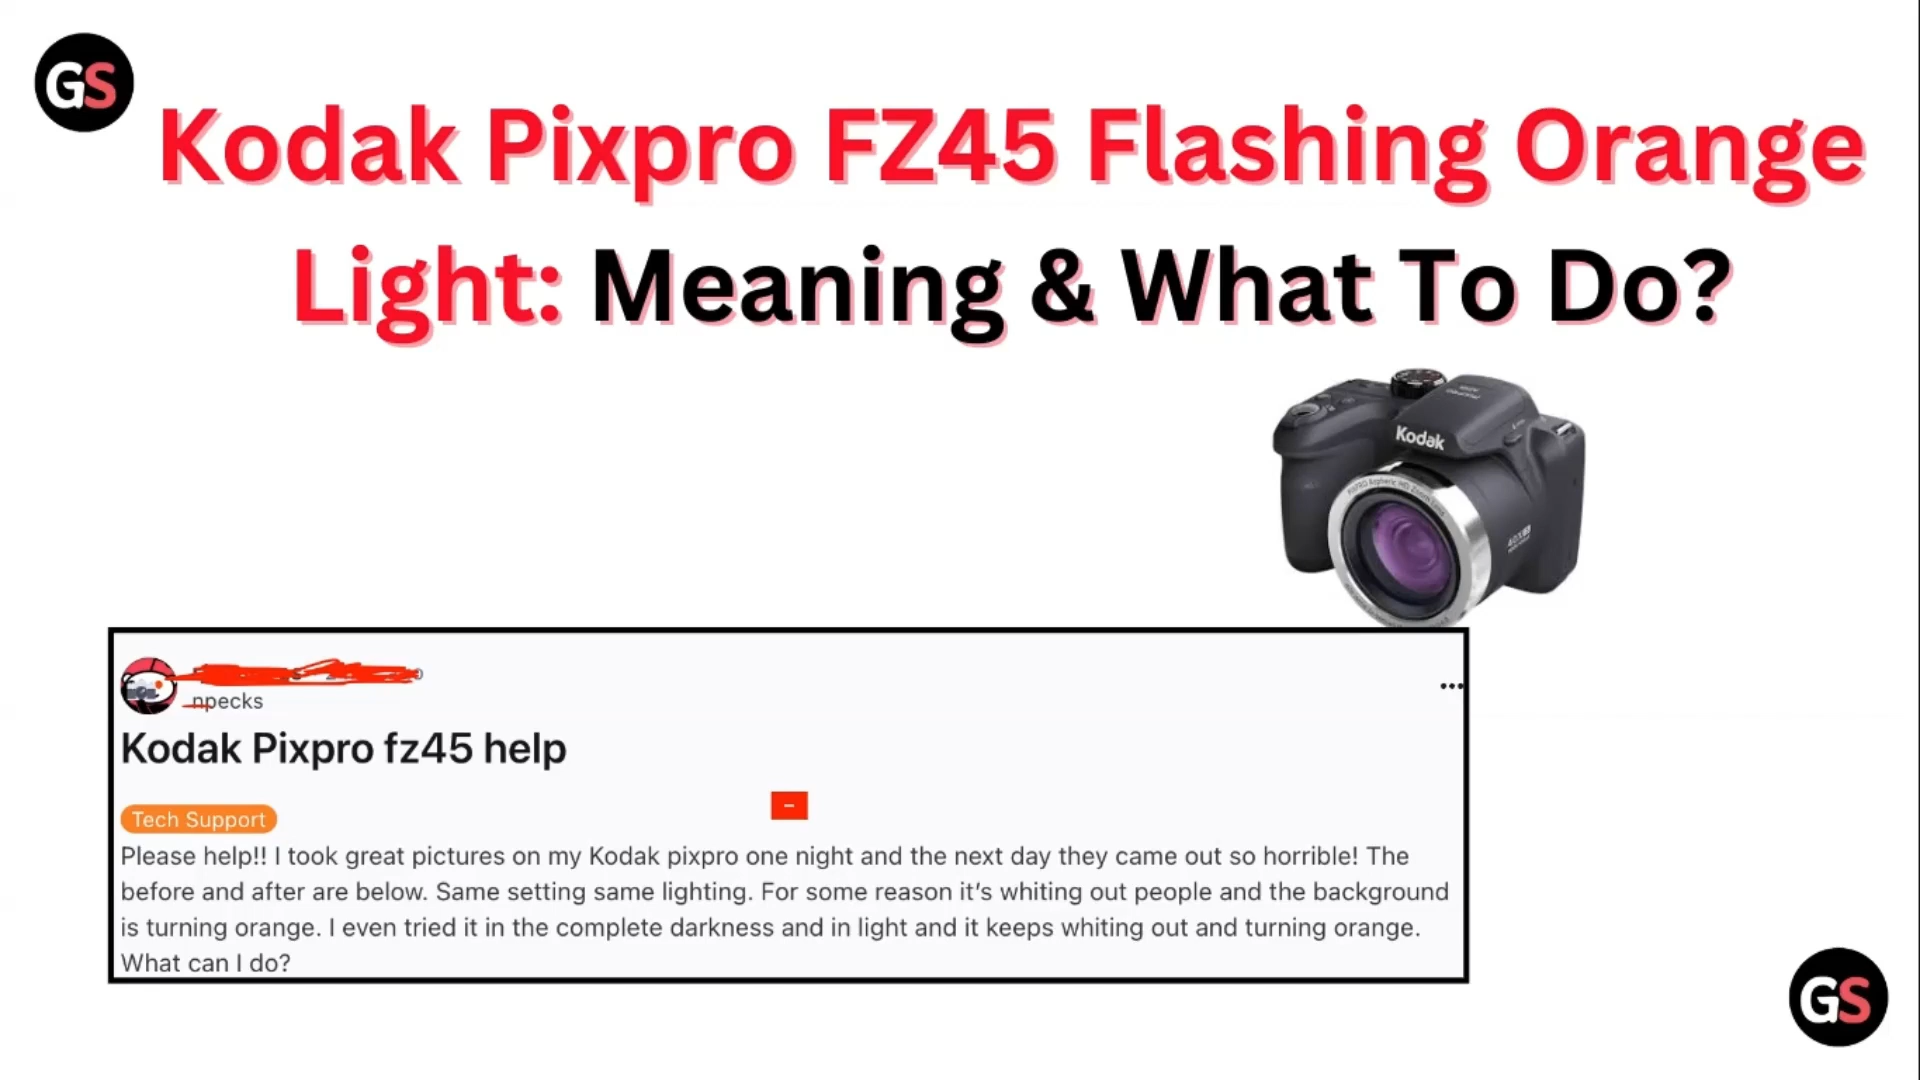 GS
Kodak Pixpro FZ45 Flashing Orange
Light: Meaning & What To Do?
Kodak
npecks
Kodak Pixpro fz45 help
Tech Support
Please help!! I took great pictures on my Kodak pixpro one night and the next day they came out so horrible! The
before and after are below. Same setting same lighting. For some reason it’s whiting out people and the background
is turning orange. I even tried it in the complete darkness and in light and it keeps whiting out and turning orange.
What can I do?
GS